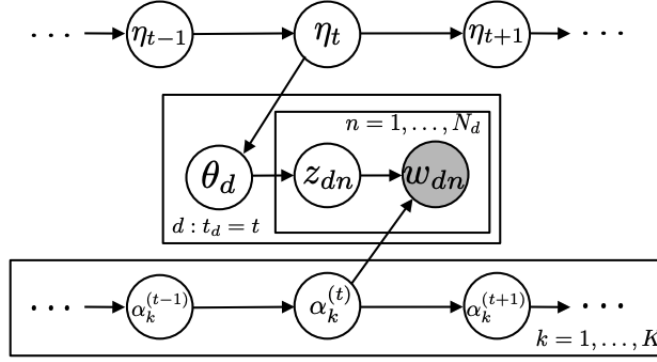 ··· η_{t−1} η_t η_{t+1} ···
n = 1, . . . , N_d
θ_d z_{dn} w_{dn}
d : t_d = t
··· α_k^{(t−1)} α_k^{(t)} α_k^{(t+1)} ···
k = 1, . . . , K